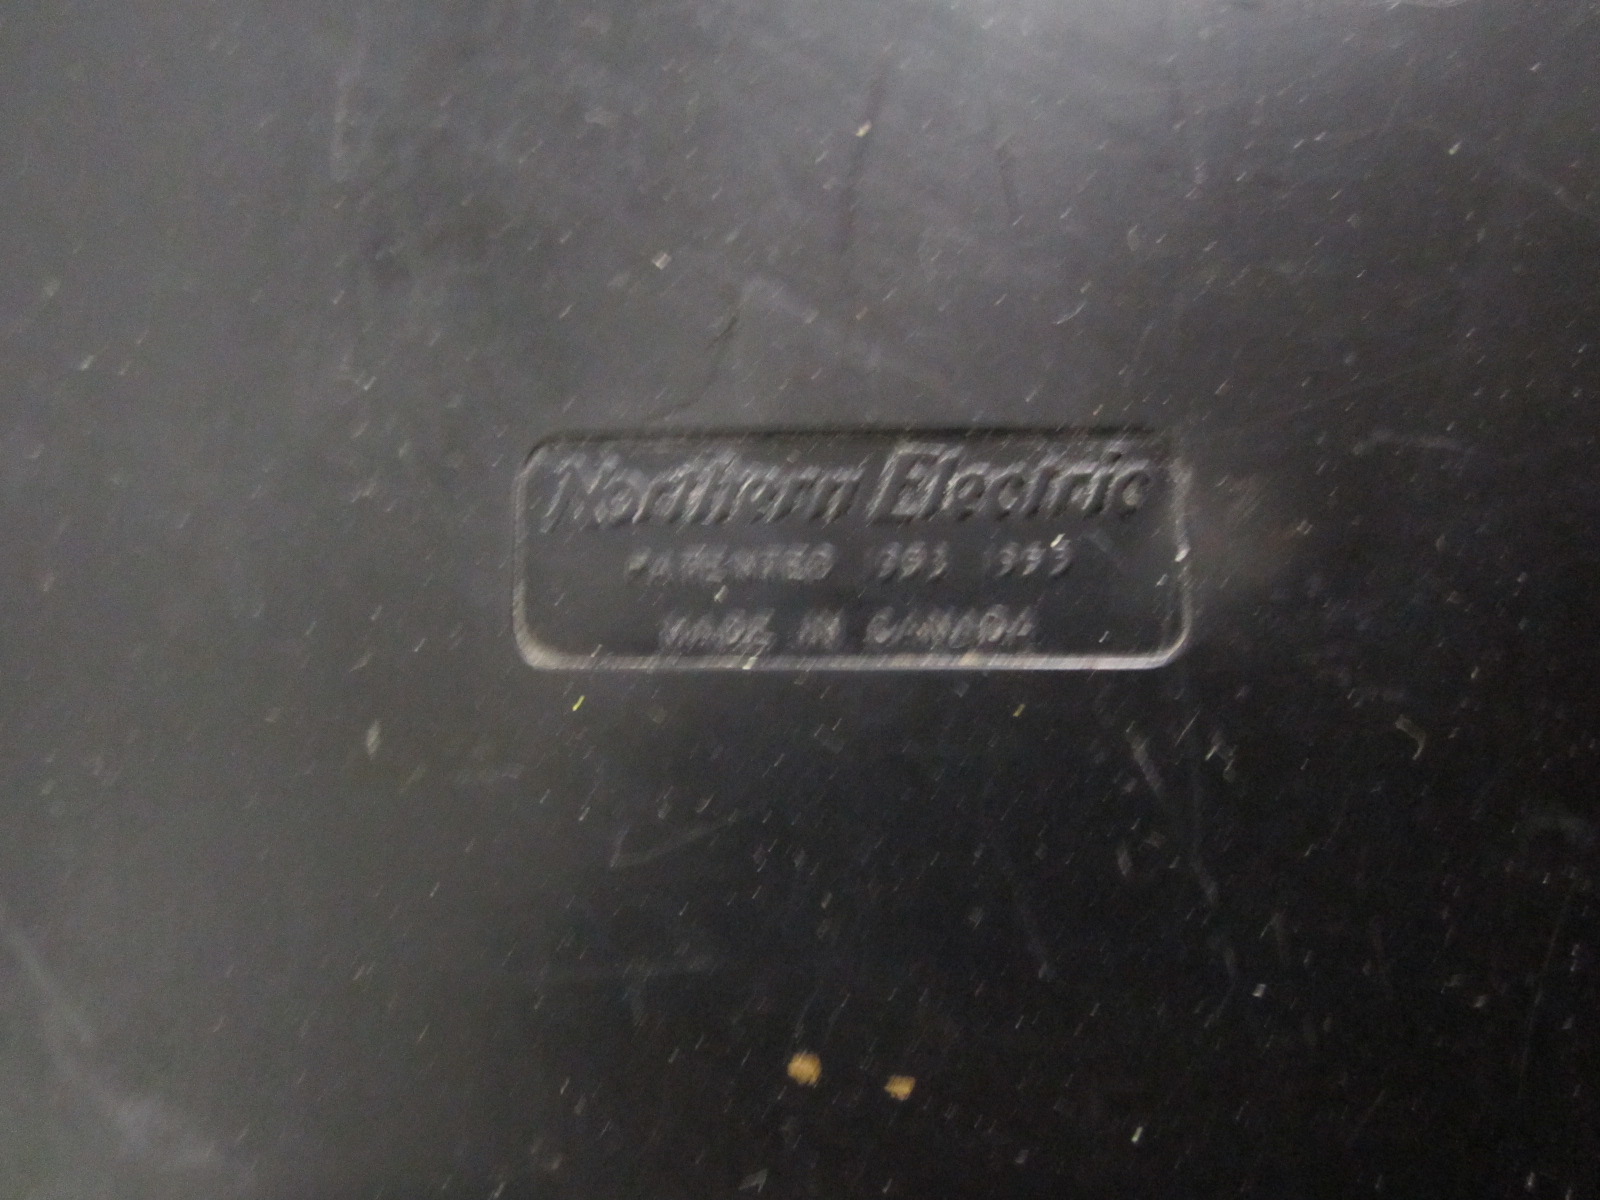 Northern Electric
PATENTED
MADE IN CANADA